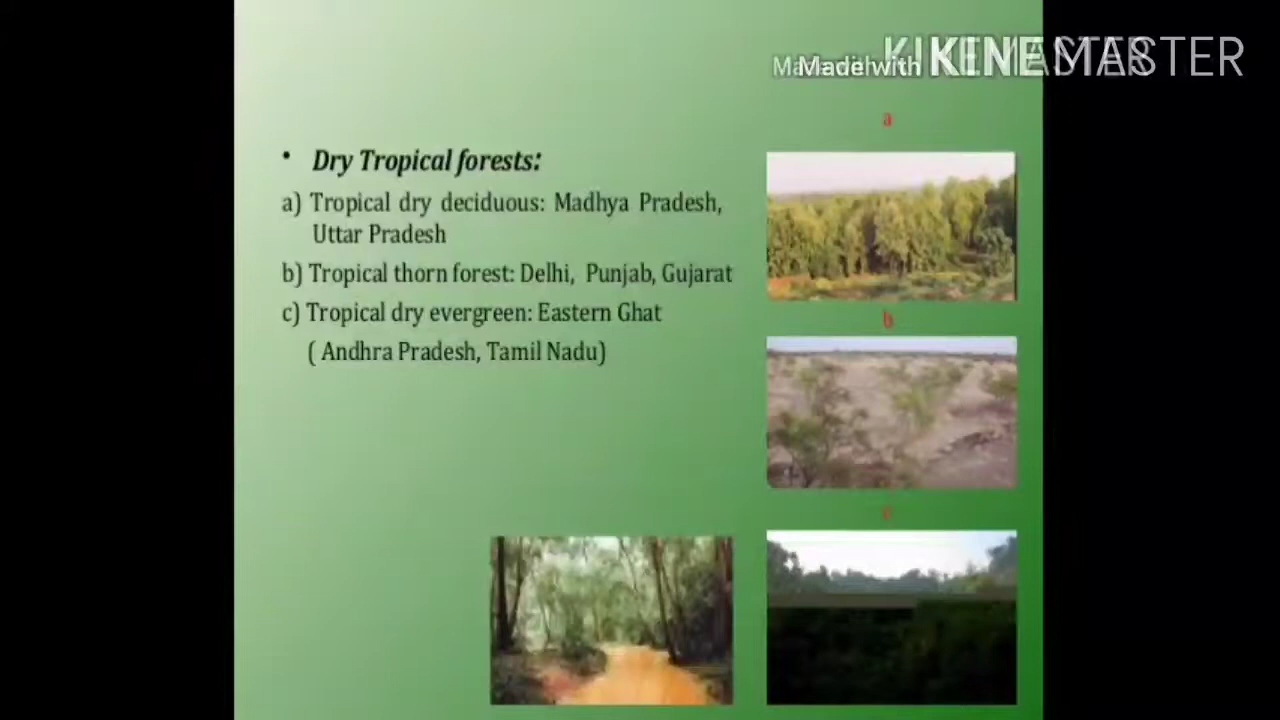 Made with KINEMASTER
a
• Dry Tropical forests:
a) Tropical dry deciduous: Madhya Pradesh,
Uttar Pradesh
b) Tropical thorn forest: Delhi, Punjab, Gujarat
c) Tropical dry evergreen: Eastern Ghat
( Andhra Pradesh, Tamil Nadu)
b
c